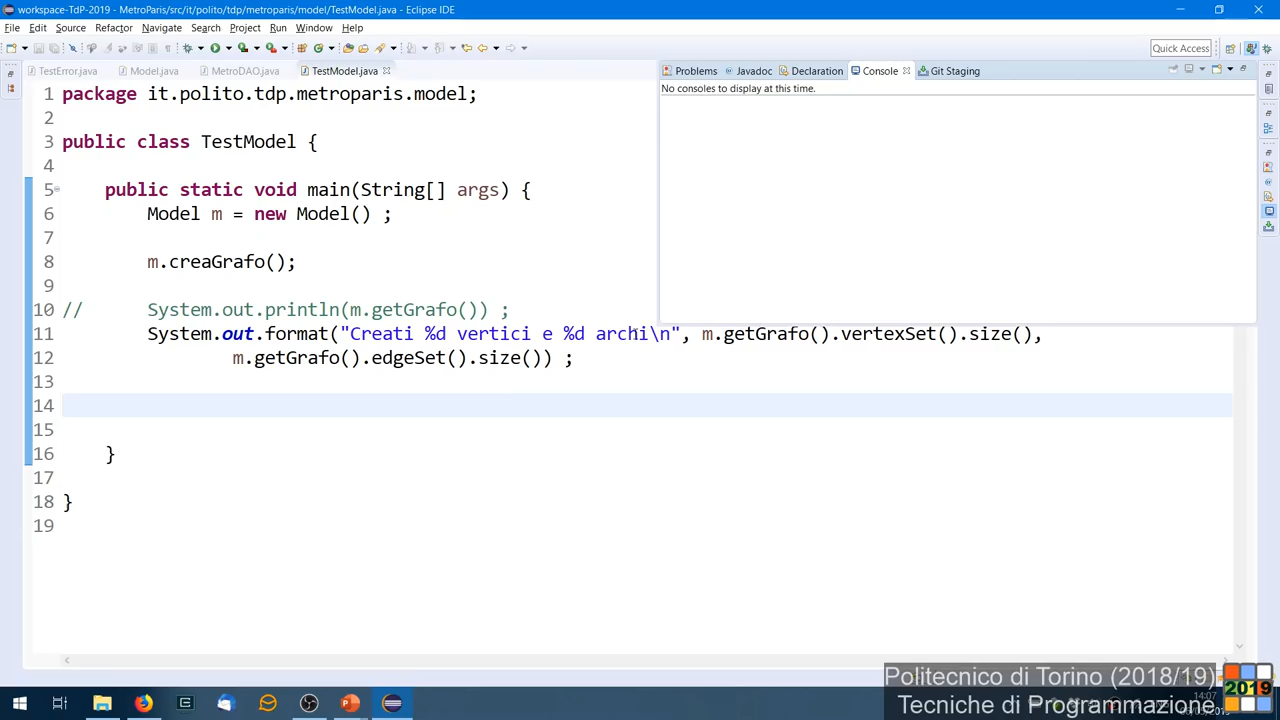 workspace-TdP-2019 - MetroParis/src/it/polito/tdp/metroparis/model/TestModel.java - Eclipse IDE
File Edit Source Refactor Navigate Search Project Run Window Help
Quick Access
TestError.java Model.java MetroDAO.java TestModel.java
Problems Javadoc Declaration Console Git Staging
No consoles to display at this time.
1 package it.polito.tdp.metroparis.model;
2
3 public class TestModel {
4
5 public static void main(String[] args) {
6 Model m = new Model() ;
7
8 m.creaGrafo();
9
10 // System.out.println(m.getGrafo()) ;
11 System.out.format("Creati %d vertici e %d archi\n", m.getGrafo().vertexSet().size(),
12 m.getGrafo().edgeSet().size()) ;
13
14
15
16 }
17
18 }
19
Politecnico di Torino (2018/19)
Tecniche di Programmazione
2019
14:07